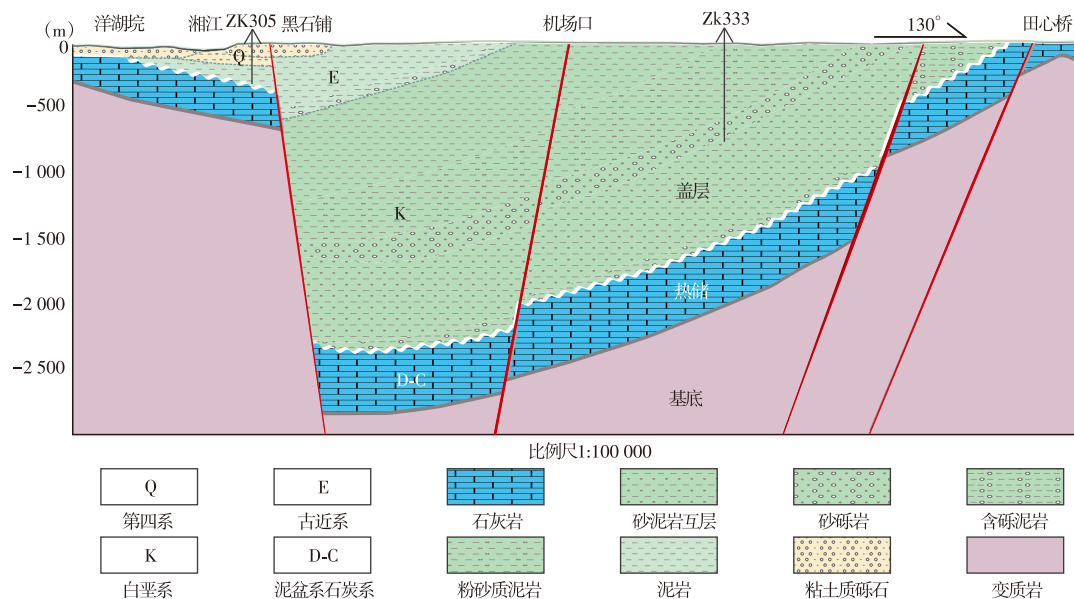 洋湖垸 湘江 ZK305 黑石铺 机场口 Zk333 130° 田心桥
(m)
0
Q
E
-500
-1 000
盖层
K
-1 500
热储
-2 000
-2 500
D-C
基底
比例尺1:100 000
Q E
第四系 古近系 石灰岩 砂泥岩互层 砂砾岩 含砾泥岩
K D-C
白垩系 泥盆系石炭系 粉砂质泥岩 泥岩 粘土质砾石 变质岩